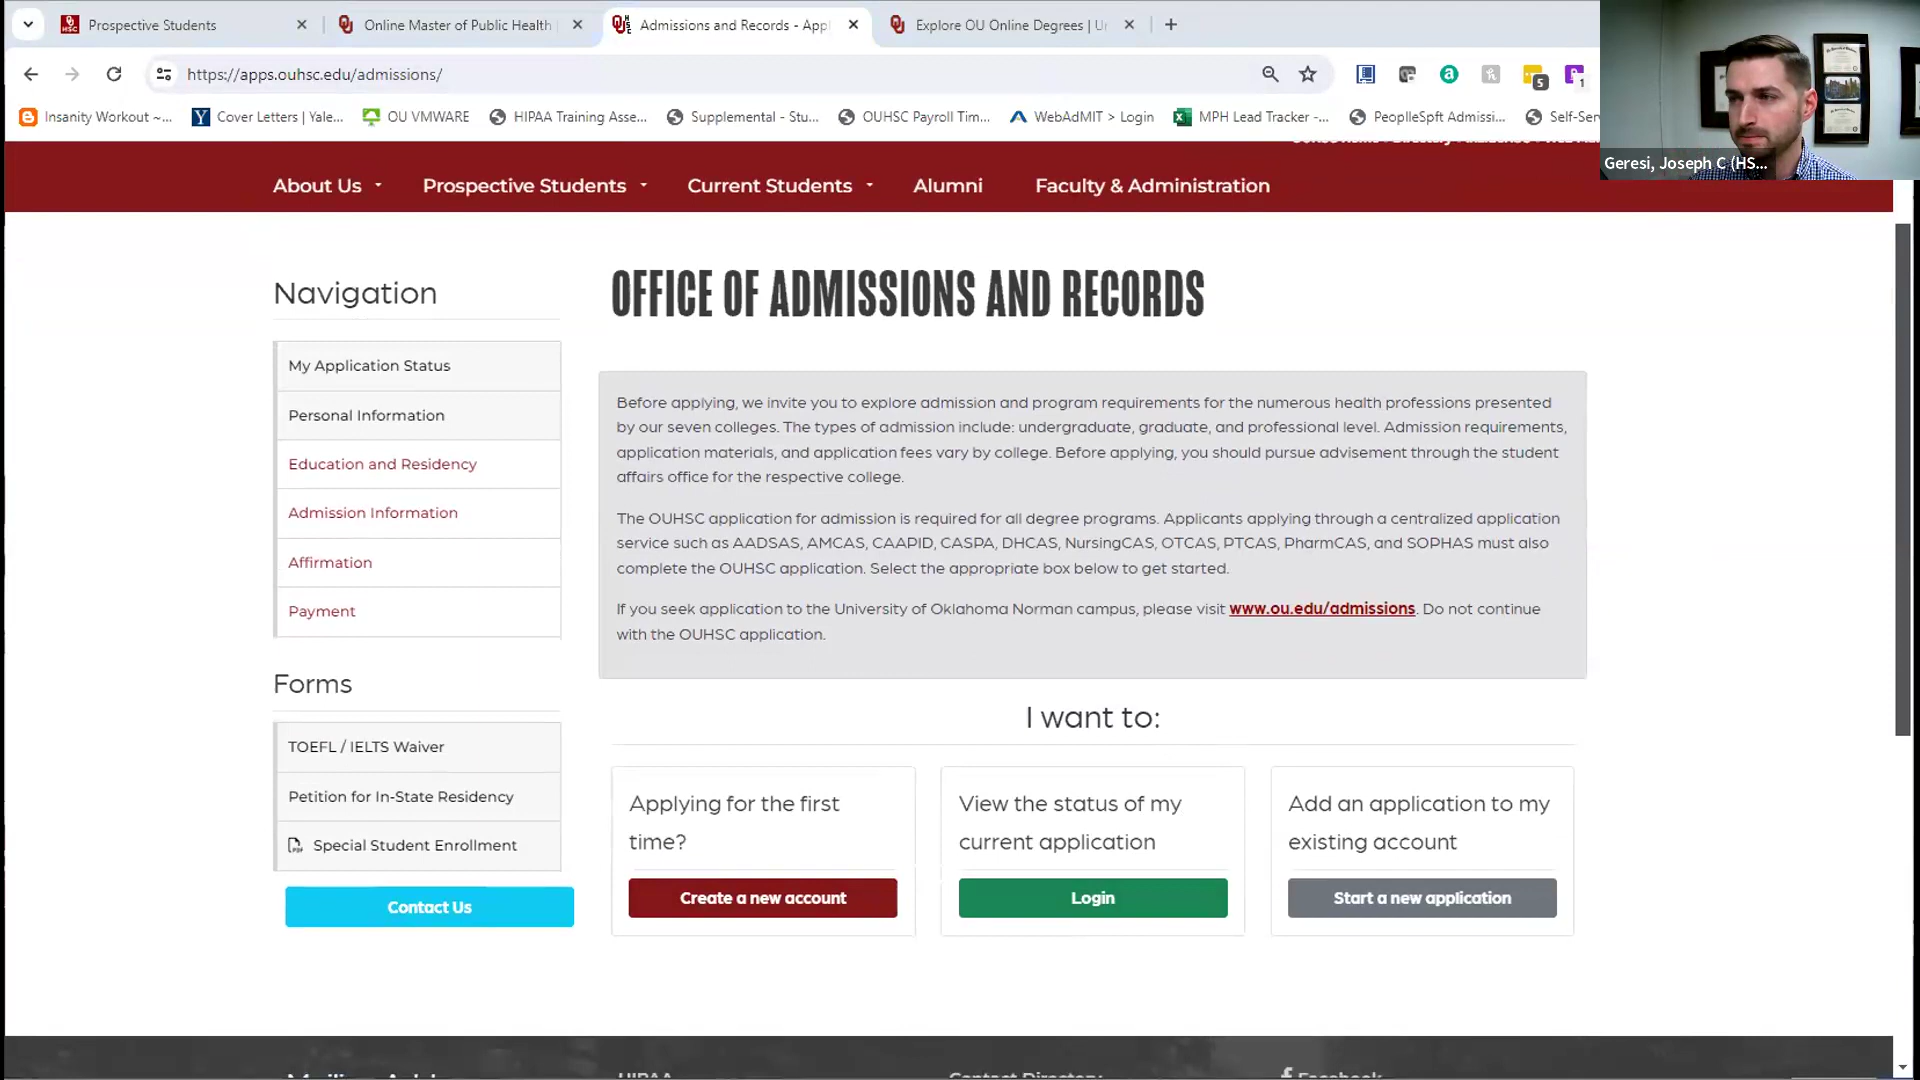 Prospective Students
Online Master of Public Health
Admissions and Records - Appl
Explore OU Online Degrees | Un
https://apps.ouhsc.edu/admissions/
5
1
Insanity Workout ~...
Cover Letters | Yale...
OU VMWARE
HIPAA Training Asse...
Supplemental - Stu...
OUHSC Payroll Tim...
WebAdMIT > Login
MPH Lead Tracker -...
PeoplleSpft Admissi...
Self-Serv
Geresi, Joseph C (HS...
About Us
Prospective Students
Current Students
Alumni
Faculty & Administration
Navigation
My Application Status
Personal Information
Education and Residency
Admission Information
Affirmation
Payment
Forms
TOEFL / IELTS Waiver
Petition for In-State Residency
Special Student Enrollment
Contact Us
OFFICE OF ADMISSIONS AND RECORDS
Before applying, we invite you to explore admission and program requirements for the numerous health professions presented
by our seven colleges. The types of admission include: undergraduate, graduate, and professional level. Admission requirements,
application materials, and application fees vary by college. Before applying, you should pursue advisement through the student
affairs office for the respective college.
The OUHSC application for admission is required for all degree programs. Applicants applying through a centralized application
service such as AADSAS, AMCAS, CAAPID, CASPA, DHCAS, NursingCAS, OTCAS, PTCAS, PharmCAS, and SOPHAS must also
complete the OUHSC application. Select the appropriate box below to get started.
If you seek application to the University of Oklahoma Norman campus, please visit www.ou.edu/admissions. Do not continue
with the OUHSC application.
I want to:
Applying for the first
time?
Create a new account
View the status of my
current application
Login
Add an application to my
existing account
Start a new application
HIPAA
Contact Directory
Facebook